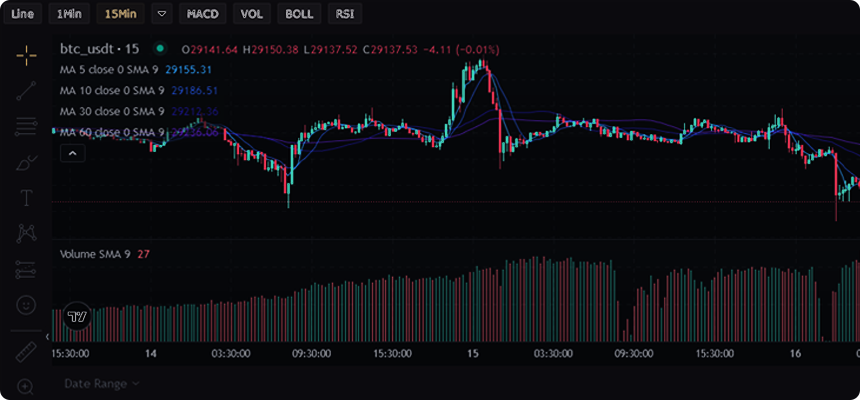 Line 1Min 15Min MACD VOL BOLL RSI
btc_usdt · 15 O29141.64 H29150.38 L29137.52 C29137.53 −4.11 (−0.01%)
MA 5 close 0 SMA 9 29155.31
MA 10 close 0 SMA 9 29186.51
MA 30 close 0 SMA 9 29212.36
MA 60 close 0 SMA 9
Volume SMA 9 27
15:30:00 14 03:30:00 09:30:00 15:30:00 15 03:30:00 09:30:00 15:30:00 16
Date Range